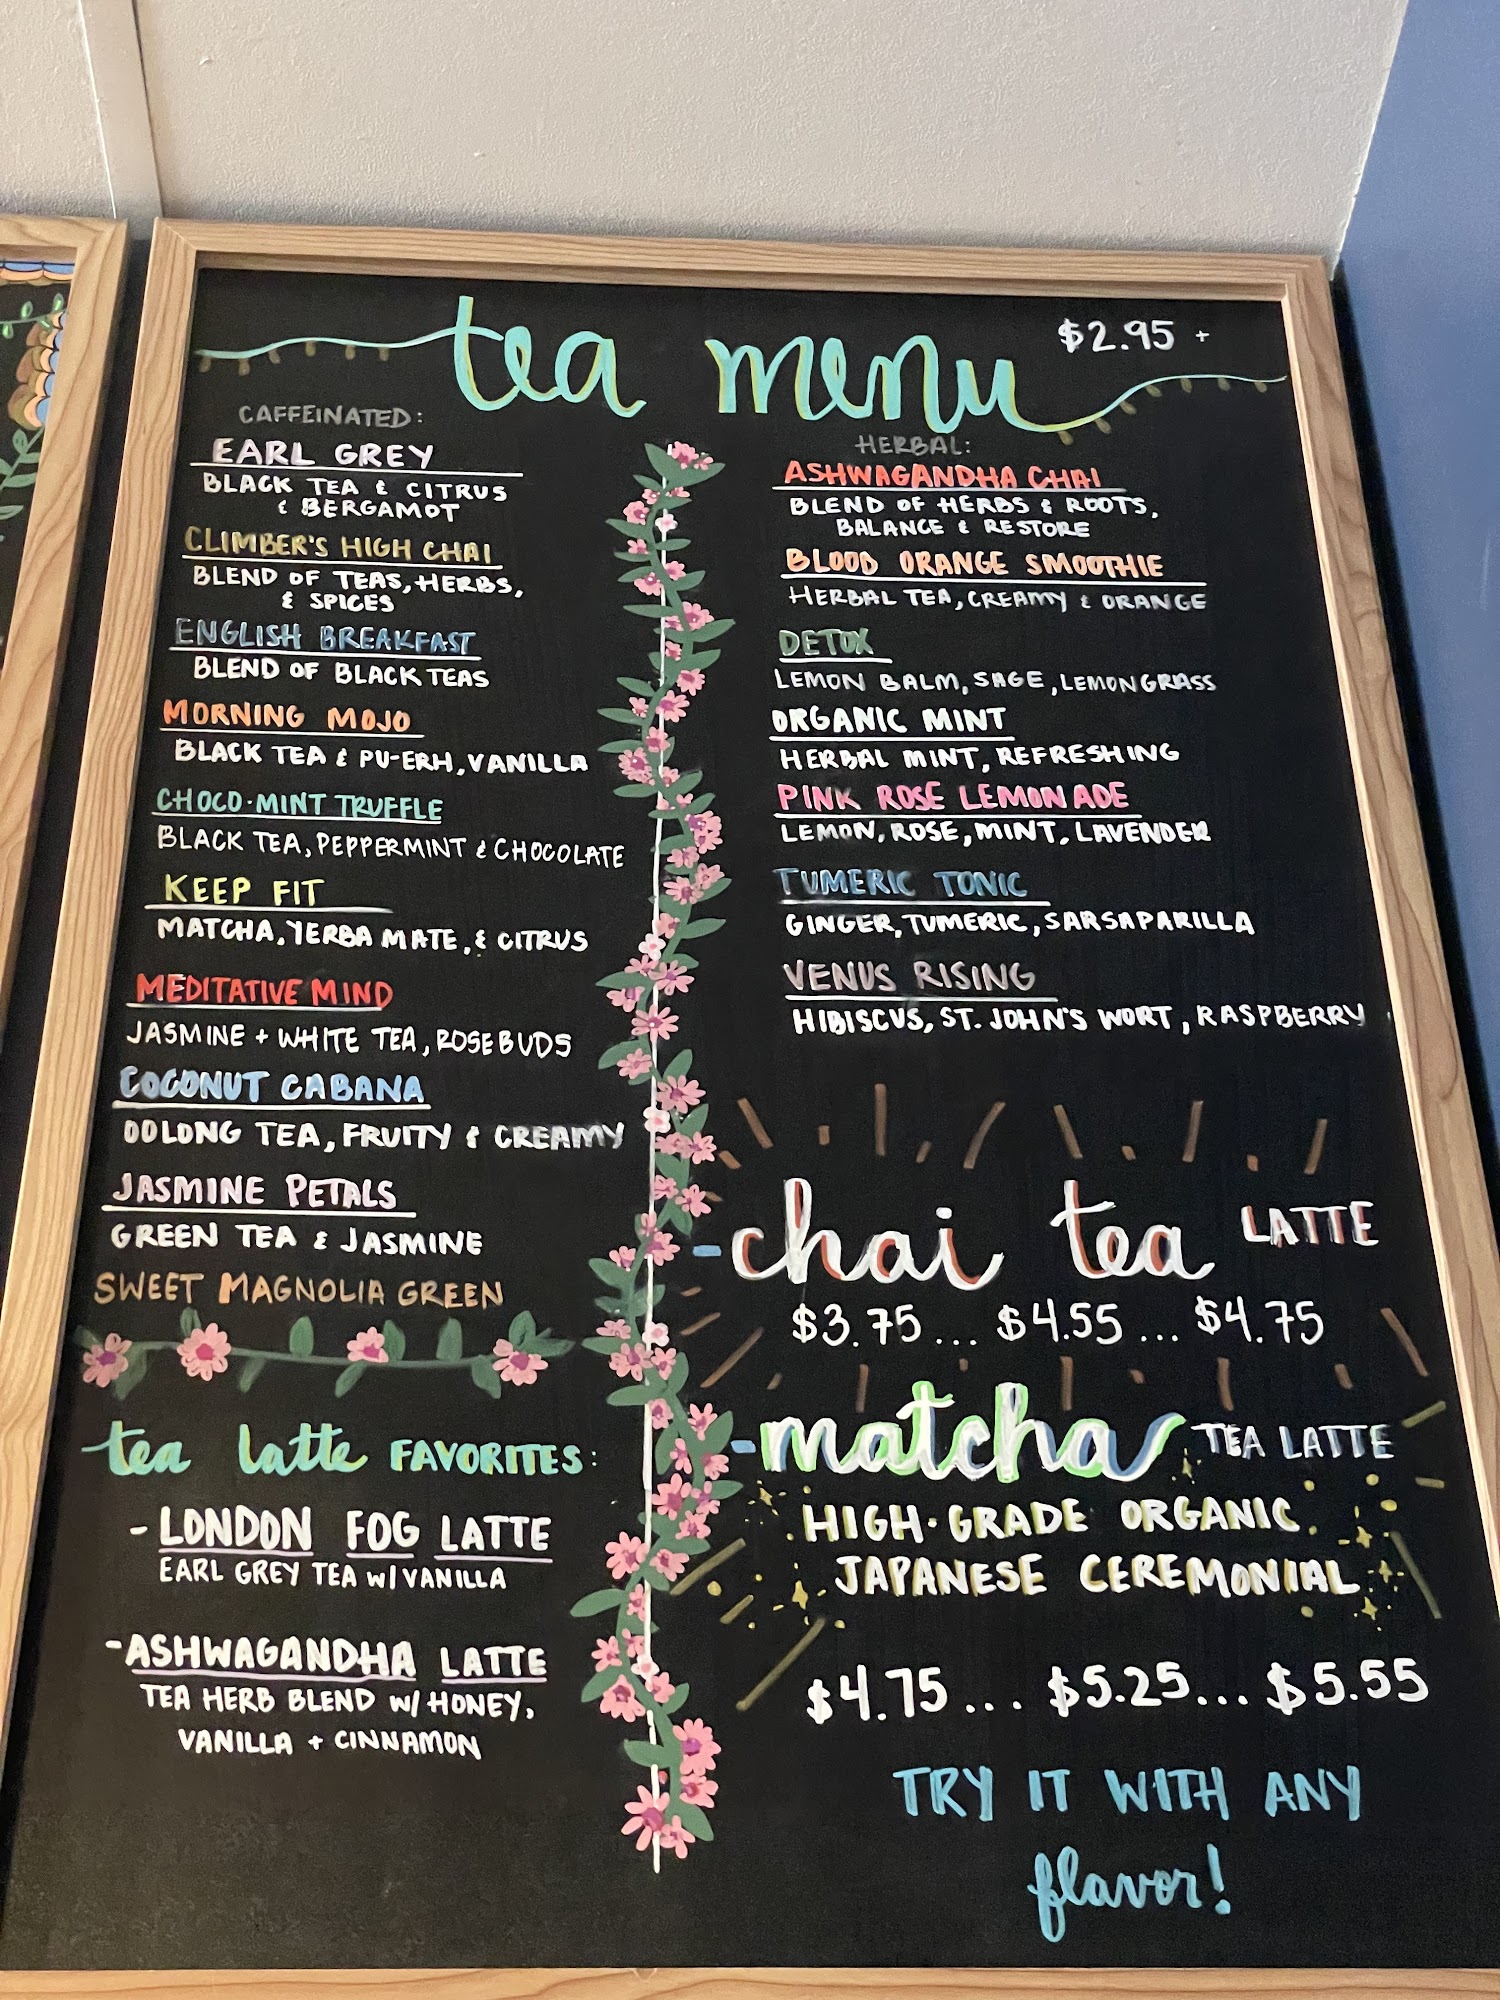 tea menu
$2.95 +
CAFFEINATED:
EARL GREY
BLACK TEA & CITRUS
& BERGAMOT
CLIMBER'S HIGH CHAI
BLEND OF TEAS, HERBS,
& SPICES
ENGLISH BREAKFAST
BLEND OF BLACK TEAS
MORNING MOJO
BLACK TEA & PU-ERH, VANILLA
CHOCO-MINT TRUFFLE
BLACK TEA, PEPPERMINT & CHOCOLATE
KEEP FIT
MATCHA, YERBA MATE, & CITRUS
MEDITATIVE MIND
JASMINE + WHITE TEA, ROSEBUDS
COCONUT CABANA
OOLONG TEA, FRUITY & CREAMY
JASMINE PETALS
GREEN TEA & JASMINE
SWEET MAGNOLIA GREEN
tea latte FAVORITES:
- LONDON FOG LATTE
EARL GREY TEA W/ VANILLA
- ASHWAGANDHA LATTE
TEA HERB BLEND W/ HONEY,
VANILLA + CINNAMON
HERBAL:
ASHWAGANDHA CHAI
BLEND OF HERBS & ROOTS,
BALANCE & RESTORE
BLOOD ORANGE SMOOTHIE
HERBAL TEA, CREAMY & ORANGE
DETOX
LEMON BALM, SAGE, LEMONGRASS
ORGANIC MINT
HERBAL MINT, REFRESHING
PINK ROSE LEMONADE
LEMON, ROSE, MINT, LAVENDER
TUMERIC TONIC
GINGER, TUMERIC, SARSAPARILLA
VENUS RISING
HIBISCUS, ST. JOHN'S WORT, RASPBERRY
- chai tea LATTE
$3.75... $4.55... $4.75
- matcha TEA LATTE
HIGH-GRADE ORGANIC
JAPANESE CEREMONIAL
$4.75... $5.25... $5.55
TRY IT WITH ANY
flavor!